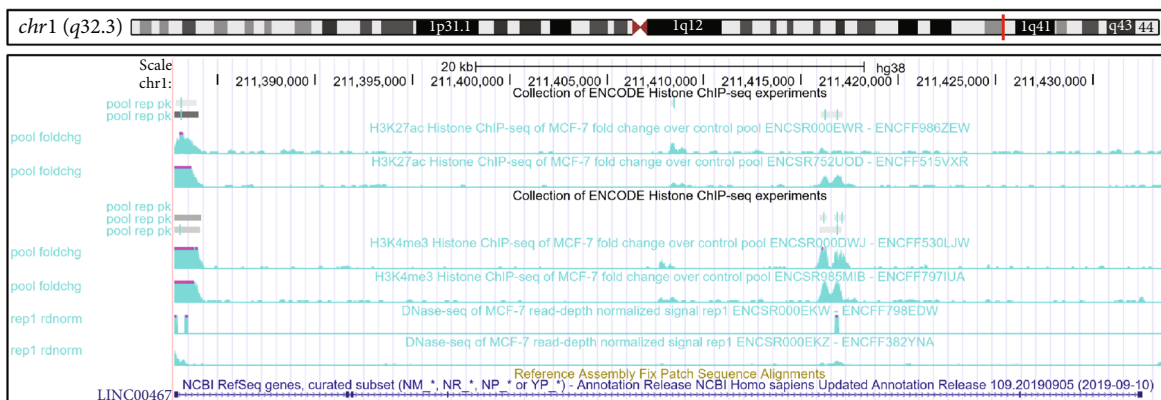 chr1 (q32.3) 1p31.1 1q12 1q41 q43 44
Scale 20 kb hg38
chr1: 211,390,000 211,395,000 211,400,000 211,405,000 211,410,000 211,415,000 211,420,000 211,425,000 211,430,000
Collection of ENCODE Histone ChIP-seq experiments
pool rep pk
pool rep pk
H3K27ac Histone ChIP-seq of MCF-7 fold change over control pool ENCSR000EWR - ENCFF986ZEW
pool foldchg
H3K27ac Histone ChIP-seq of MCF-7 fold change over control pool ENCSR752UOD - ENCFF515VXR
pool foldchg
Collection of ENCODE Histone ChIP-seq experiments
pool rep pk
pool rep pk
pool rep pk
H3K4me3 Histone ChIP-seq of MCF-7 fold change over control pool ENCSR000DWJ - ENCFF530LJW
pool foldchg
H3K4me3 Histone ChIP-seq of MCF-7 fold change over control pool ENCSR985MIB - ENCFF797IUA
pool foldchg
DNase-seq of MCF-7 read-depth normalized signal rep1 ENCSR000EKW - ENCFF798EDW
rep1 rdnorm
DNase-seq of MCF-7 read-depth normalized signal rep1 ENCSR000EKZ - ENCFF382YNA
rep1 rdnorm
Reference Assembly Fix Patch Sequence Alignments
NCBI RefSeq genes, curated subset (NM_*, NR_*, NP_* or YP_*) - Annotation Release NCBI Homo sapiens Updated Annotation Release 109.20190905 (2019-09-10)
LINC00467